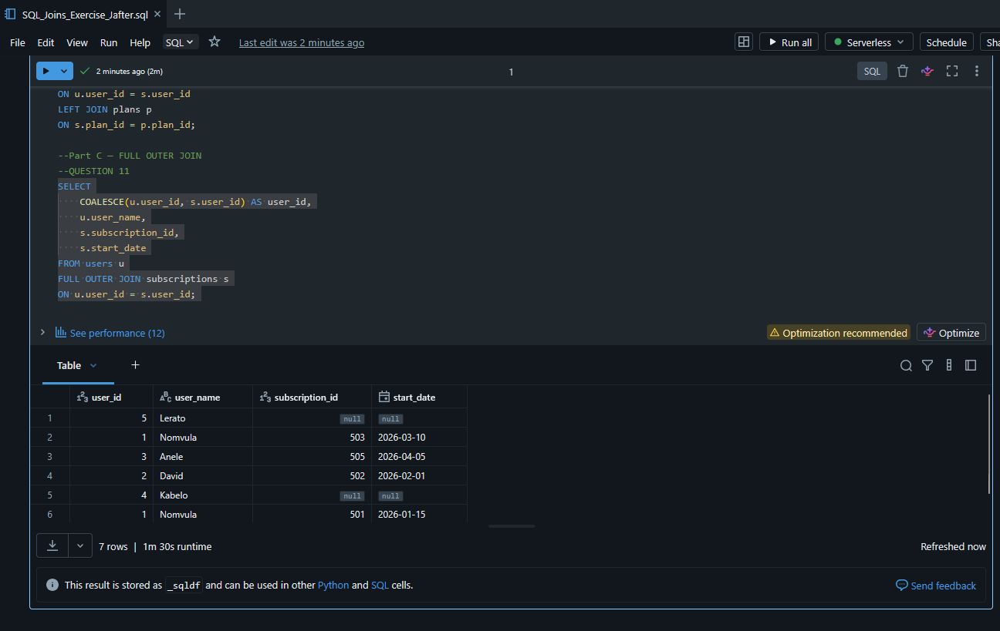 SQL_Joins_Exercise_Jafter.sql
File Edit View Run Help SQL Last edit was 2 minutes ago Run all Serverless Schedule Sha
2 minutes ago (2m) 1 SQL
ON u.user_id = s.user_id
LEFT JOIN plans p
ON s.plan_id = p.plan_id;
--Part C – FULL OUTER JOIN
--QUESTION 11
SELECT
COALESCE(u.user_id, s.user_id) AS user_id,
u.user_name,
s.subscription_id,
s.start_date
FROM users u
FULL OUTER JOIN subscriptions s
ON u.user_id = s.user_id;
See performance (12) Optimization recommended Optimize
Table
user_id user_name subscription_id start_date
1 5 Lerato null null
2 1 Nomvula 503 2026-03-10
3 3 Anele 505 2026-04-05
4 2 David 502 2026-02-01
5 4 Kabelo null null
6 1 Nomvula 501 2026-01-15
7 rows | 1m 30s runtime Refreshed now
This result is stored as _sqldf and can be used in other Python and SQL cells. Send feedback